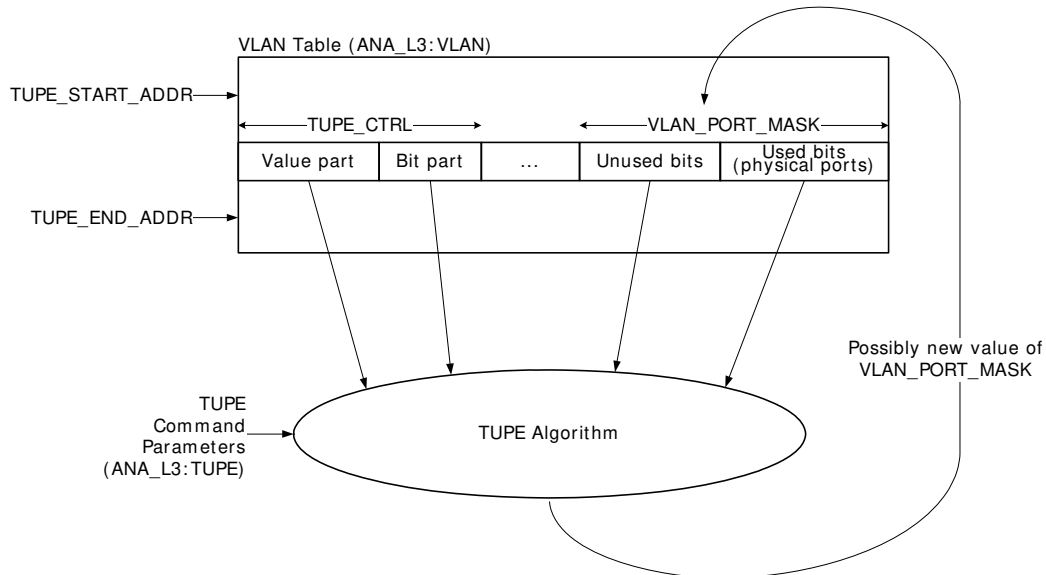 VLAN Table (ANA_L3:VLAN)
TUPE_START_ADDR
TUPE_CTRL
VLAN_PORT_MASK
Value part
Bit part
...
Unused bits
Used bits
(physical ports)
TUPE_END_ADDR
Possibly new value of
VLAN_PORT_MASK
TUPE
Command
Parameters
(ANA_L3:TUPE)
TUPE Algorithm